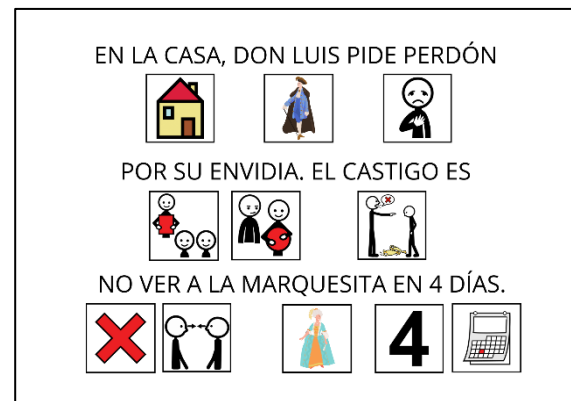 EN LA CASA, DON LUIS PIDE PERDÓN
POR SU ENVIDIA. EL CASTIGO ES
NO VER A LA MARQUESITA EN 4 DÍAS.
4